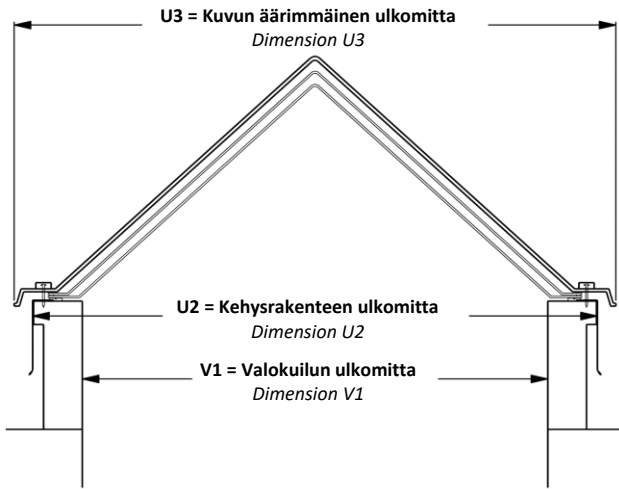 U3 = Kuvun äärimmäinen ulkomitta
Dimension U3
U2 = Kehysrakenteen ulkomitta
Dimension U2
V1 = Valokuilun ulkomitta
Dimension V1